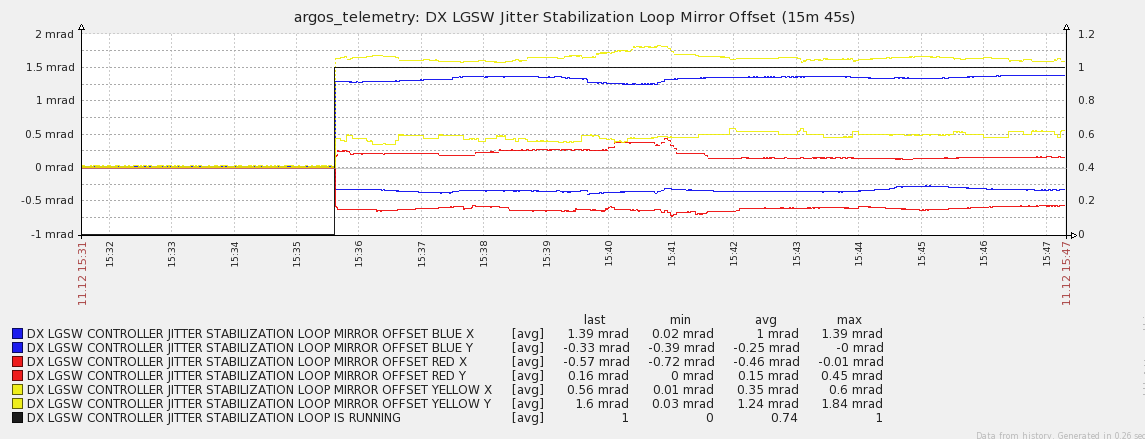 argos_telemetry: DX LGSW Jitter Stabilization Loop Mirror Offset (15m 45s)
2 mrad
1.5 mrad
1 mrad
0.5 mrad
0 mrad
-0.5 mrad
-1 mrad
1.2
1
0.8
0.6
0.4
0.2
0
11.12 15:31
15:32
15:33
15:34
15:35
15:36
15:37
15:38
15:39
15:40
15:41
15:42
15:43
15:44
15:45
15:46
15:47
11.12 15:47
last min avg max
DX LGSW CONTROLLER JITTER STABILIZATION LOOP MIRROR OFFSET BLUE X [avg] 1.39 mrad 0.02 mrad 1 mrad 1.39 mrad
DX LGSW CONTROLLER JITTER STABILIZATION LOOP MIRROR OFFSET BLUE Y [avg] -0.33 mrad -0.39 mrad -0.25 mrad -0 mrad
DX LGSW CONTROLLER JITTER STABILIZATION LOOP MIRROR OFFSET RED X [avg] -0.57 mrad -0.72 mrad -0.46 mrad -0.01 mrad
DX LGSW CONTROLLER JITTER STABILIZATION LOOP MIRROR OFFSET RED Y [avg] 0.16 mrad 0 mrad 0.15 mrad 0.45 mrad
DX LGSW CONTROLLER JITTER STABILIZATION LOOP MIRROR OFFSET YELLOW X [avg] 0.56 mrad 0.01 mrad 0.35 mrad 0.6 mrad
DX LGSW CONTROLLER JITTER STABILIZATION LOOP MIRROR OFFSET YELLOW Y [avg] 1.6 mrad 0.03 mrad 1.24 mrad 1.84 mrad
DX LGSW CONTROLLER JITTER STABILIZATION LOOP IS RUNNING [avg] 1 0 0.74 1
Data from history. Generated in 0.26 sec